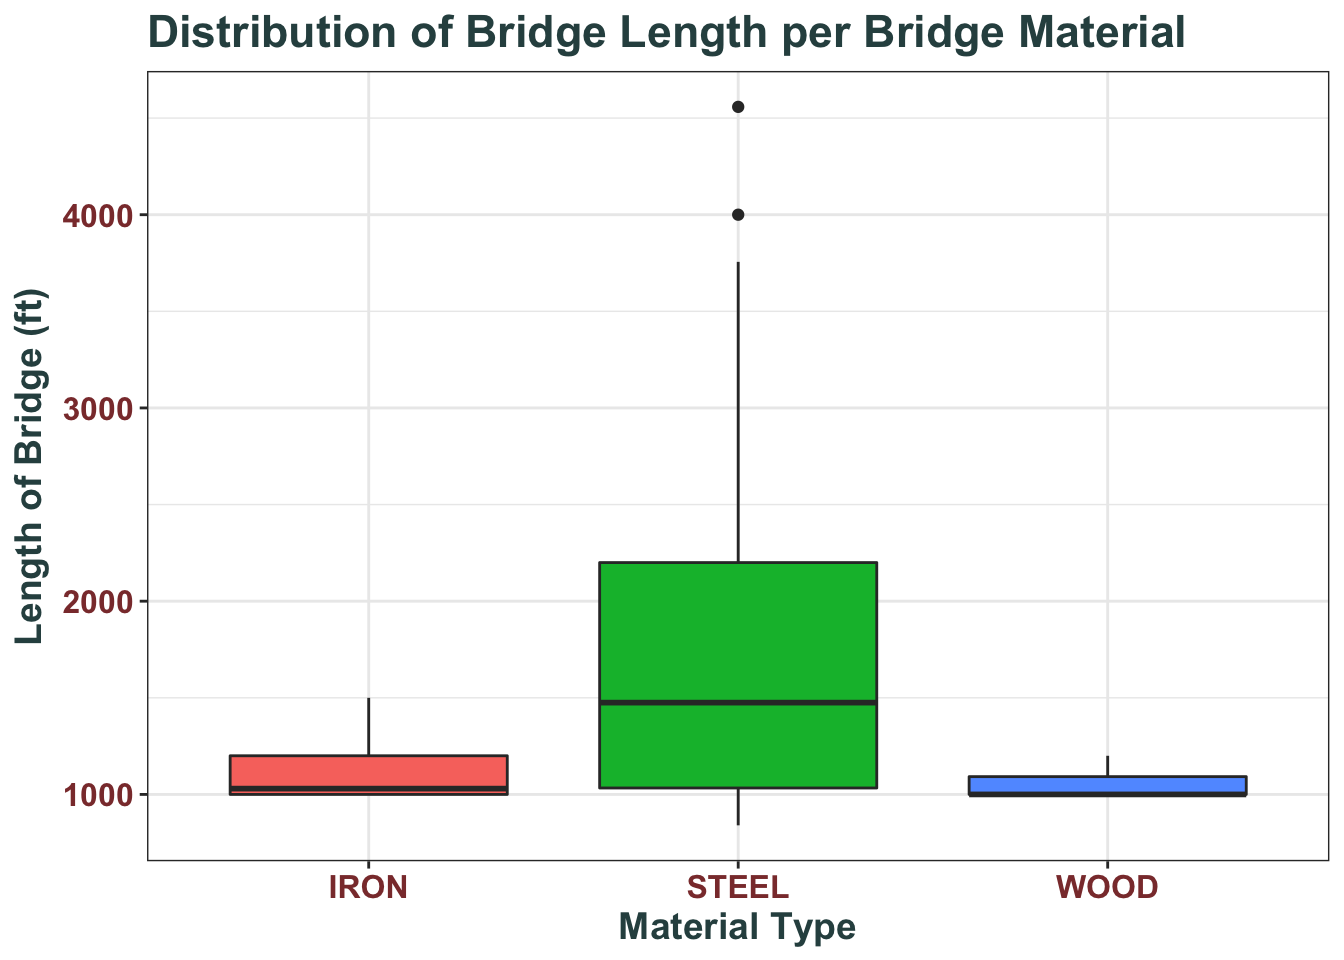 Distribution of Bridge Length per Bridge Material
Length of Bridge (ft)
4000
3000
2000
1000
IRON STEEL WOOD
Material Type